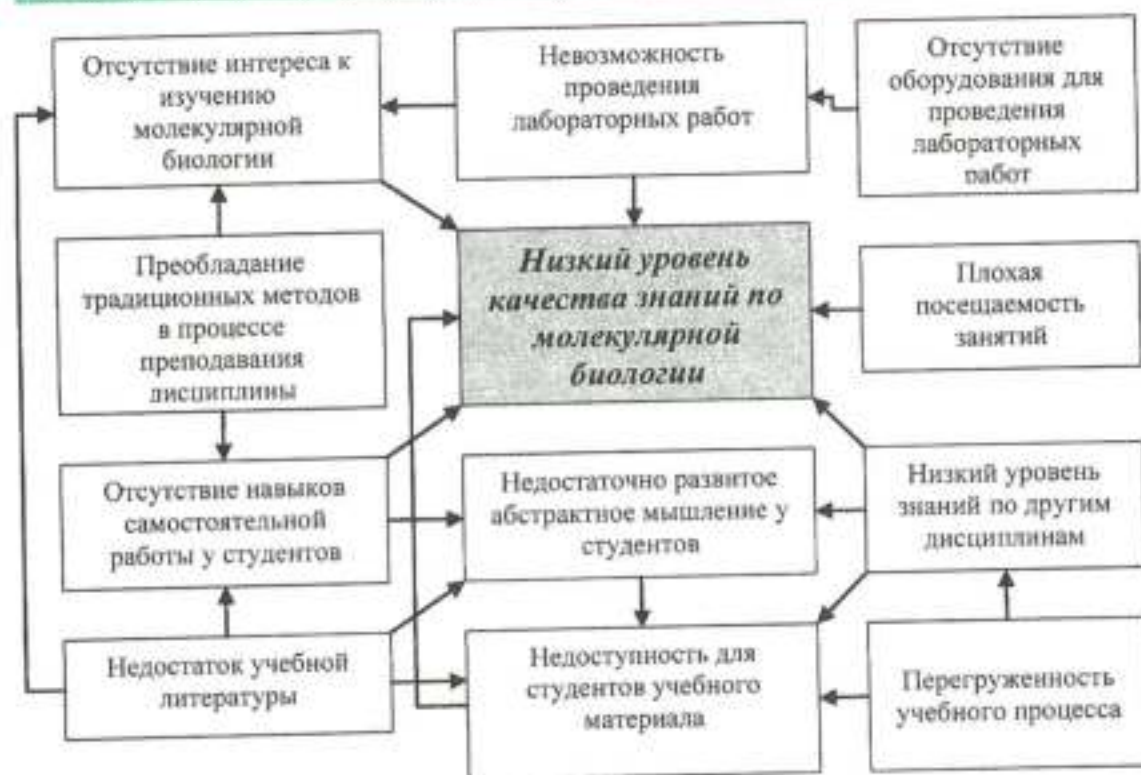 Отсутствие интереса к
изучению
молекулярной
биологии
Невозможность
проведения
лабораторных работ
Отсутствие
оборудования для
проведения
лабораторных
работ
Преобладание
традиционных методов
в процессе
преподавания
дисциплины
Низкий уровень
качества знаний по
молекулярной
биологии
Плохая
посещаемость
занятий
Отсутствие навыков
самостоятельной
работы у студентов
Недостаточно развитое
абстрактное мышление у
студентов
Низкий уровень
знаний по другим
дисциплинам
Недостаток учебной
литературы
Недоступность для
студентов учебного
материала
Перегруженность
учебного процесса